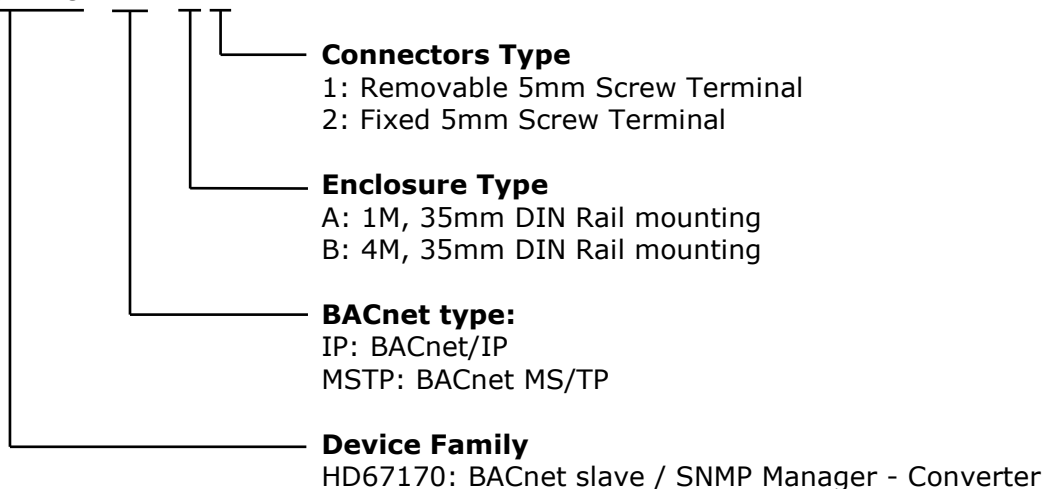 Connectors Type
1: Removable 5mm Screw Terminal
2: Fixed 5mm Screw Terminal
Enclosure Type
A: 1M, 35mm DIN Rail mounting
B: 4M, 35mm DIN Rail mounting
BACnet type:
IP: BACnet/IP
MSTP: BACnet MS/TP
Device Family
HD67170: BACnet slave / SNMP Manager - Converter